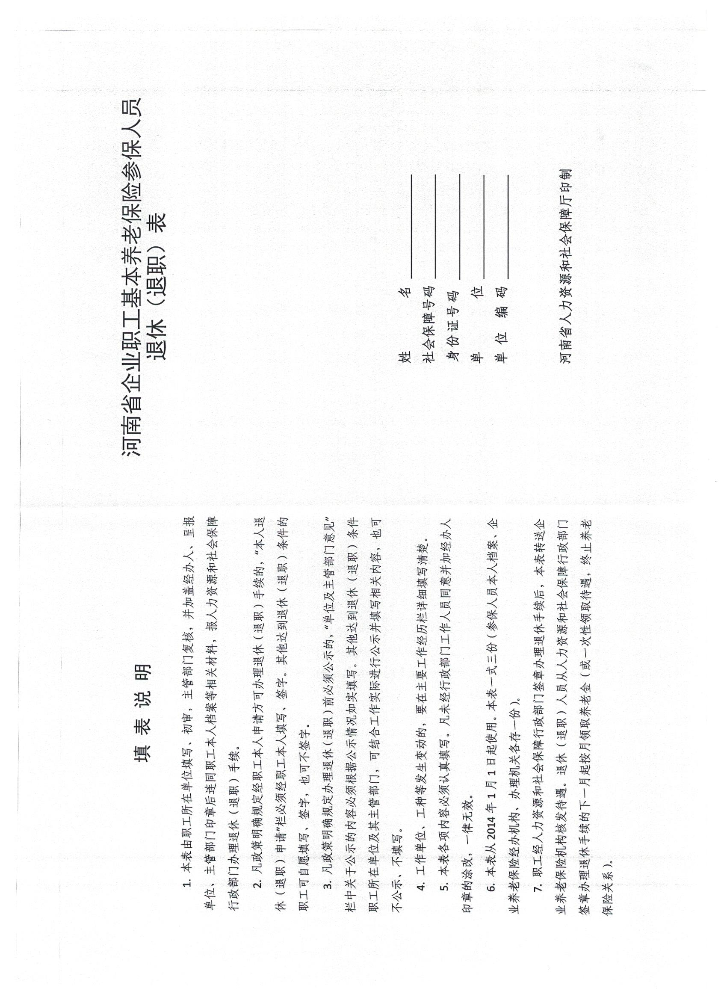 填表说明
1. 本表由职工所在单位填写、初审，主管部门复核，并加盖经办人、呈报
单位、主管部门印章后连同职工本人档案等相关材料，报人力资源和社会保障
行政部门办理退休（退职）手续。
2. 凡政策明确规定经职工本人申请方可办理退休（退职）手续的，“本人退
休（退职）申请”栏必须经职工本人填写、签字。其他达到退休（退职）条件的
职工可自愿填写、签字，也可不签字。
3. 凡政策明确规定办理退休（退职）前必须公示的，“单位及主管部门意见”
栏中关于公示的内容必须根据公示情况如实填写。其他达到退休（退职）条件
职工所在单位及其主管部门，可结合工作实际进行公示并填写相关内容，也可
不公示、不填写。
4. 工作单位、工种等发生变动的，要在主要工作经历栏详细填写清楚。
5. 本表各项内容必须认真填写。凡未经行政部门工作人员同意并加经办人
印章的涂改，一律无效。
6. 本表从2014年1月1日起使用。本表一式三份（参保人员本人档案、企
业养老保险经办机构、办理机关各存一份）。
7. 职工经人力资源和社会保障行政部门签章办理退休手续后，本表转送企
业养老保险机构核发待遇。退休（退职）人员从人力资源和社会保障行政部门
签章办理退休手续的下一月起按月领取养老金（或一次性领取待遇，终止养老
保险关系）。
河南省企业职工基本养老保险参保人员
退休（退职）表
姓名
社会保障号码
身份证号码
单位
单位编码
河南省人力资源和社会保障厅印制